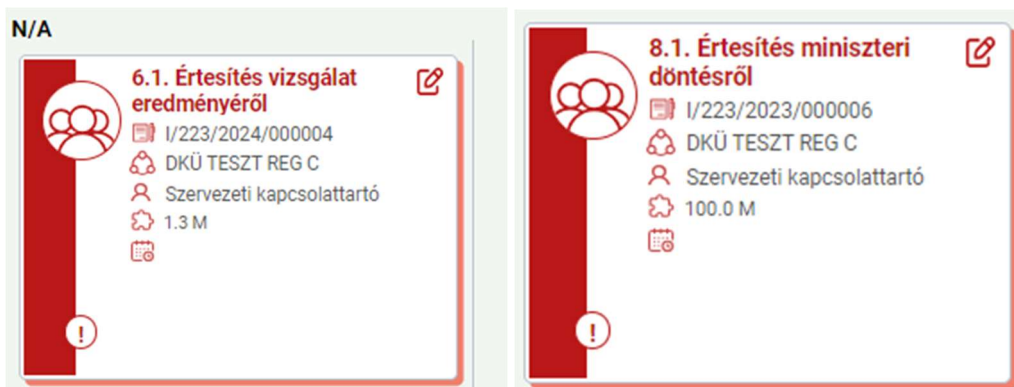 N/A
6.1. Értesítés vizsgálat
eredményéről
I/223/2024/000004
DKÜ TESZT REG C
Szervezeti kapcsolattartó
1.3 M
!
8.1. Értesítés miniszteri
döntésről
I/223/2023/000006
DKÜ TESZT REG C
Szervezeti kapcsolattartó
100.0 M
!